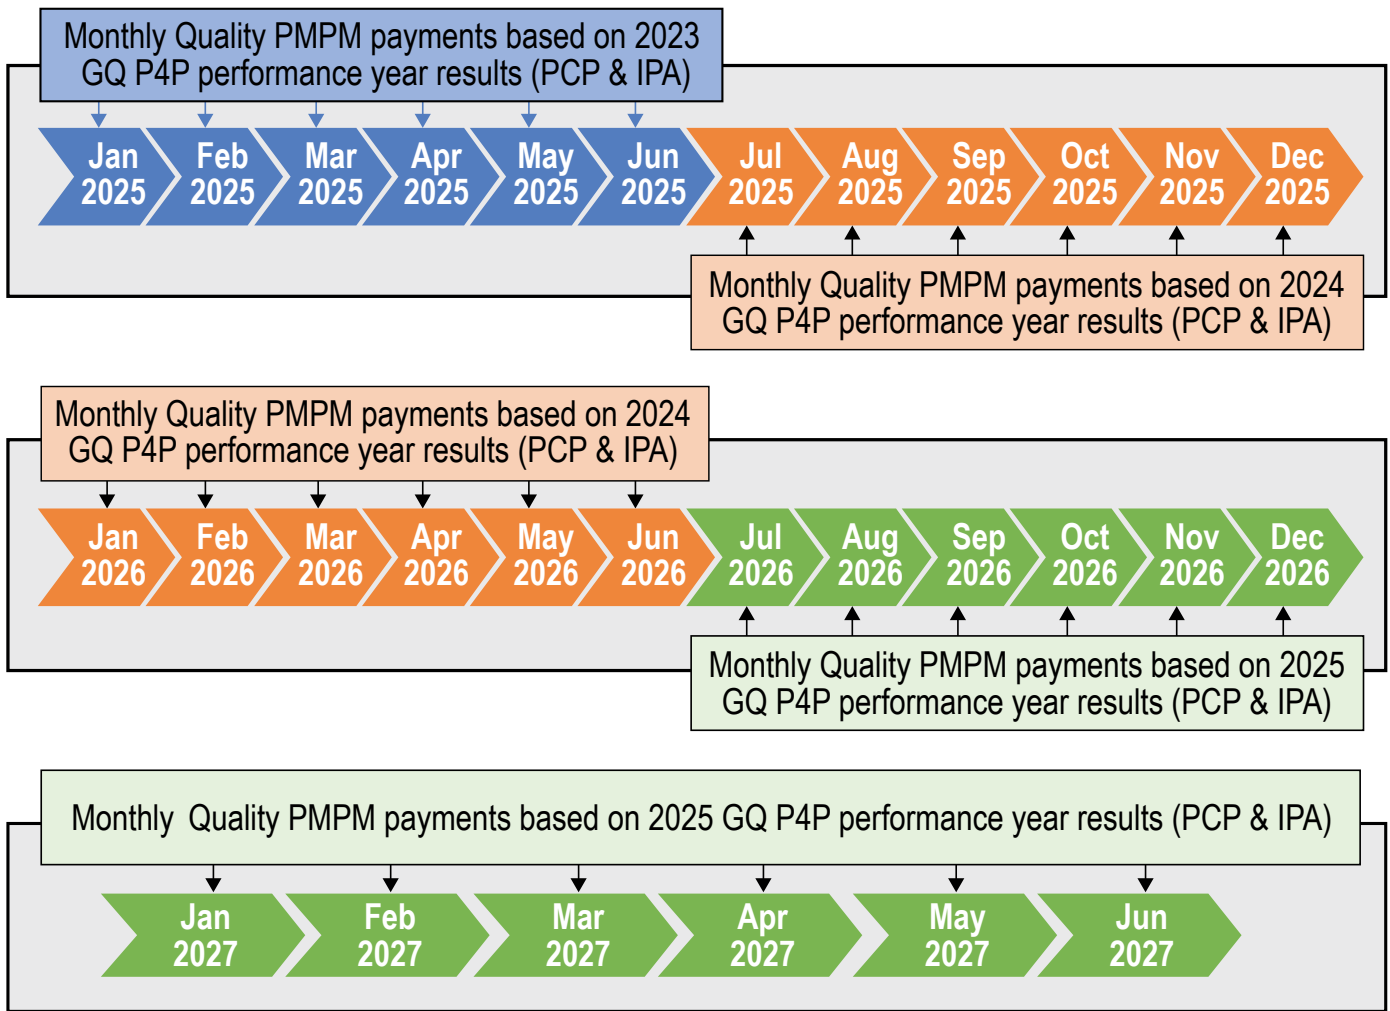 Monthly Quality PMPM payments based on 2023
GQ P4P performance year results (PCP & IPA)
Jan
2025
Feb
2025
Mar
2025
Apr
2025
May
2025
Jun
2025
Jul
2025
Aug
2025
Sep
2025
Oct
2025
Nov
2025
Dec
2025
Monthly Quality PMPM payments based on 2024
GQ P4P performance year results (PCP & IPA)
Monthly Quality PMPM payments based on 2024
GQ P4P performance year results (PCP & IPA)
Jan
2026
Feb
2026
Mar
2026
Apr
2026
May
2026
Jun
2026
Jul
2026
Aug
2026
Sep
2026
Oct
2026
Nov
2026
Dec
2026
Monthly Quality PMPM payments based on 2025
GQ P4P performance year results (PCP & IPA)
Monthly Quality PMPM payments based on 2025 GQ P4P performance year results (PCP & IPA)
Jan
2027
Feb
2027
Mar
2027
Apr
2027
May
2027
Jun
2027